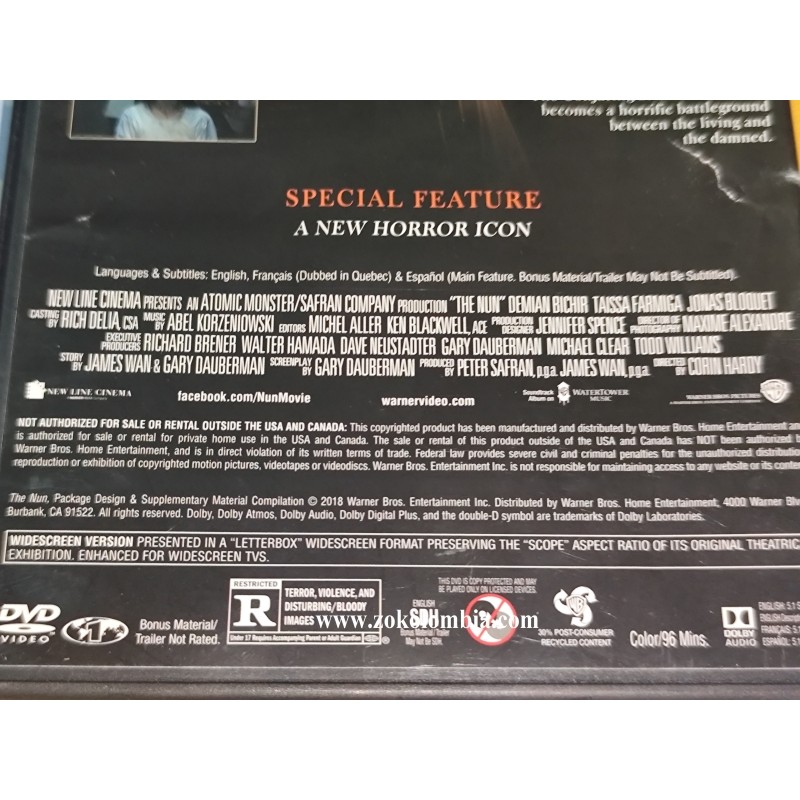 becomes a horrific battleground
between the living and
the damned.
SPECIAL FEATURE
A NEW HORROR ICON
Languages & Subtitles: English, Français (Dubbed in Quebec) & Español (Main Feature. Bonus Material/Trailer May Not Be Subtitled).
NEW LINE CINEMA PRESENTS AN ATOMIC MONSTER/SAFRAN COMPANY PRODUCTION "THE NUN" DEMIAN BICHIR TAISSA FARMIGA JONAS BLOQUET
CASTING BY RICH DELIA, CSA MUSIC BY ABEL KORZENIOWSKI EDITORS MICHEL ALLER KEN BLACKWELL, ACE PRODUCTION DESIGNER JENNIFER SPENCE DIRECTOR OF PHOTOGRAPHY MAXIME ALEXANDRE
EXECUTIVE PRODUCERS RICHARD BRENER WALTER HAMADA DAVE NEUSTADTER GARY DAUBERMAN MICHAEL CLEAR TODD WILLIAMS
STORY BY JAMES WAN & GARY DAUBERMAN SCREENPLAY BY GARY DAUBERMAN PRODUCED BY PETER SAFRAN, p.g.a. JAMES WAN, p.g.a. DIRECTED BY CORIN HARDY
NEW LINE CINEMA facebook.com/NunMovie warnervideo.com Soundtrack Album on WATERTOWER MUSIC WARNER BROS. PICTURES
NOT AUTHORIZED FOR SALE OR RENTAL OUTSIDE THE USA AND CANADA: This copyrighted product has been manufactured and distributed by Warner Bros. Home Entertainment and
is authorized for sale or rental for private home use in the USA and Canada. The sale or rental of this product outside of the USA and Canada has NOT been authorized b
Warner Bros. Home Entertainment, and is in direct violation of its written terms of trade. Federal law provides severe civil and criminal penalties for the unauthorized distributio
reproduction or exhibition of copyrighted motion pictures, videotapes or videodiscs. Warner Bros. Entertainment Inc. is not responsible for maintaining access to any website or its conte
The Nun, Package Design & Supplementary Material Compilation © 2018 Warner Bros. Entertainment Inc. Distributed by Warner Bros. Home Entertainment, 4000 Warner Blv
Burbank, CA 91522. All rights reserved. Dolby, Dolby Atmos, Dolby Audio, Dolby Digital Plus, and the double-D symbol are trademarks of Dolby Laboratories.
WIDESCREEN VERSION PRESENTED IN A "LETTERBOX" WIDESCREEN FORMAT PRESERVING THE "SCOPE" ASPECT RATIO OF ITS ORIGINAL THEATRIC
EXHIBITION. ENHANCED FOR WIDESCREEN TVS.
DVD VIDEO
1
Bonus Material/
Trailer Not Rated.
RESTRICTED
R
TERROR, VIOLENCE, AND
DISTURBING/BLOODY
IMAGES
Under 17 Requires Accompanying Parent or Adult Guardian
www.zokolombia.com
THIS DVD IS COPY PROTECTED AND MAY
BE PLAYED ONLY ON LICENSED DEVICES.
ENGLISH
SDH
Bonus Material/Trailer
May Not Be SDH.
30% POST-CONSUMER
RECYCLED CONTENT
Color/96 Mins.
DOLBY
AUDIO
ENGLISH: 5.1
ENGLISH
FRANÇAIS: 5.1
ESPAÑOL: 5.1